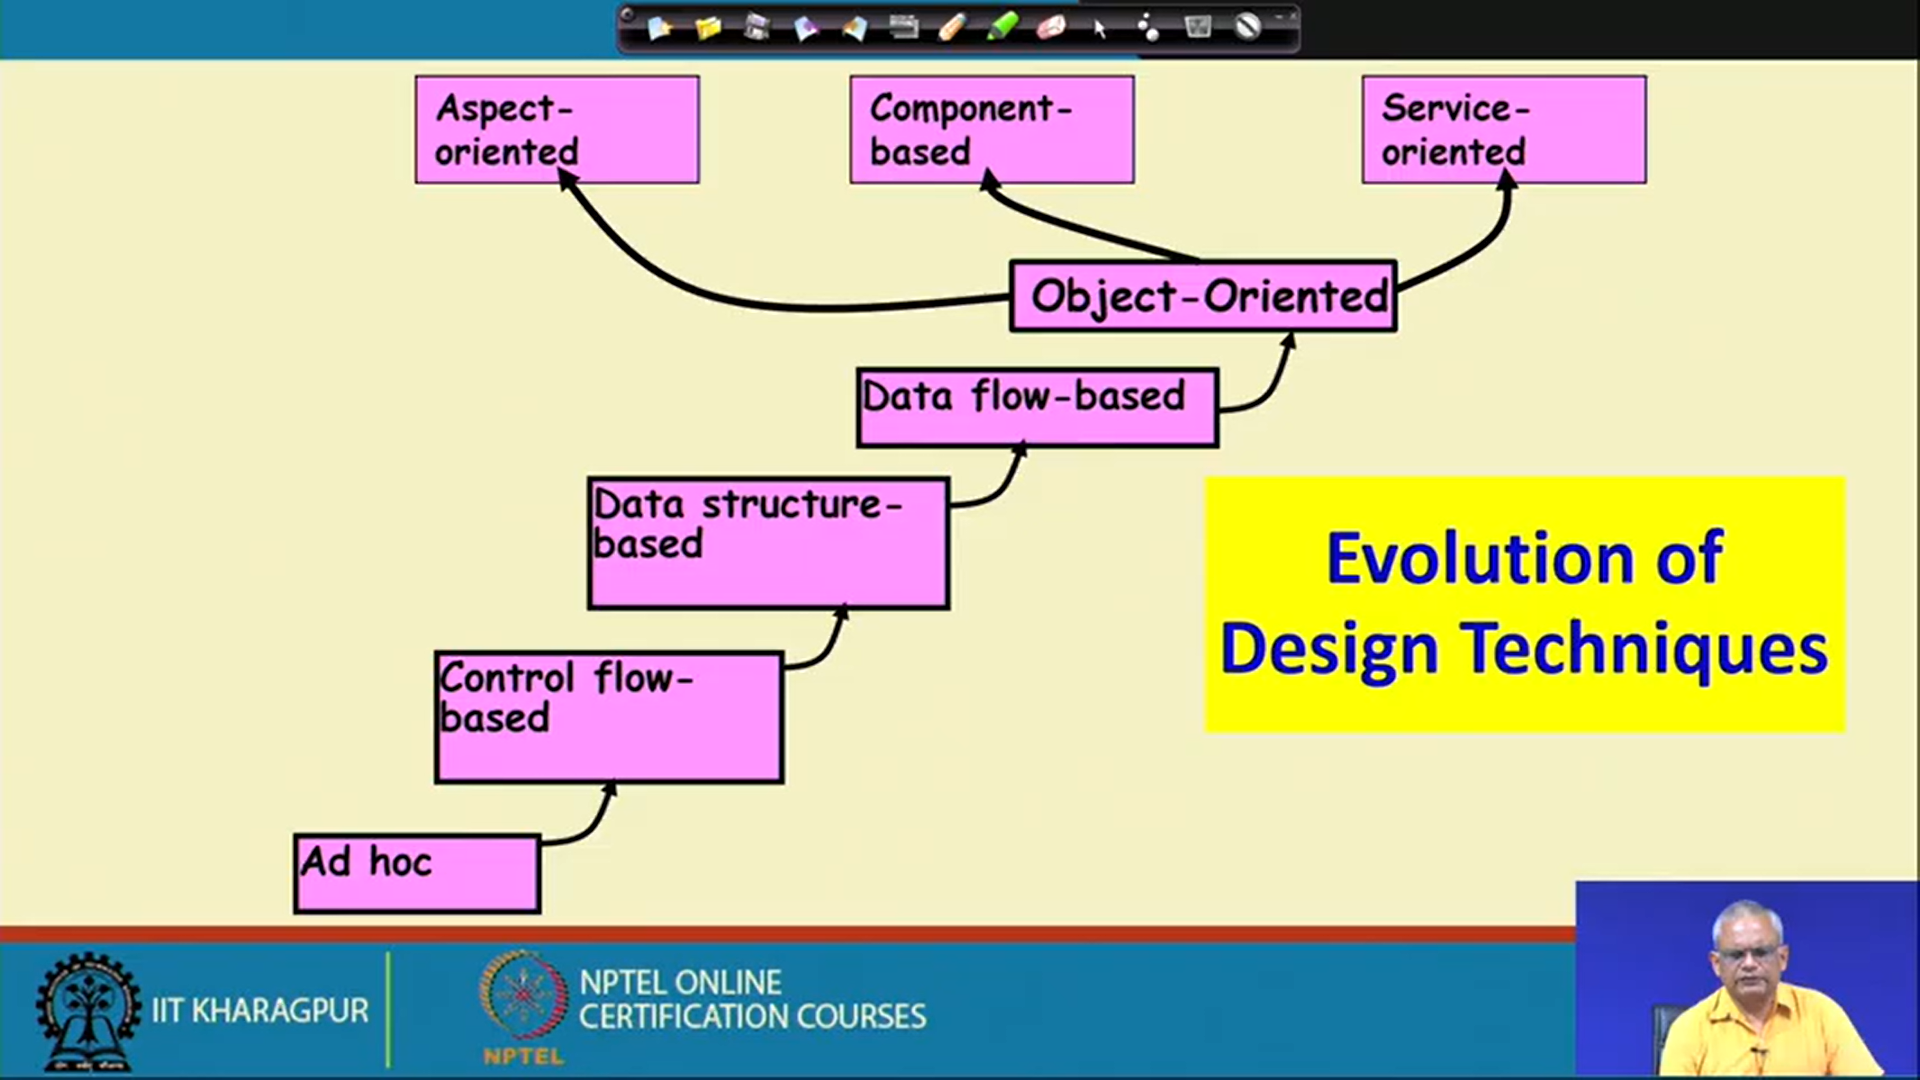 Aspect-
oriented
Component-
based
Service-
oriented
Object-Oriented
Data flow-based
Data structure-
based
Evolution of
Design Techniques
Control flow-
based
Ad hoc
IIT KHARAGPUR
NPTEL ONLINE
CERTIFICATION COURSES
NPTEL